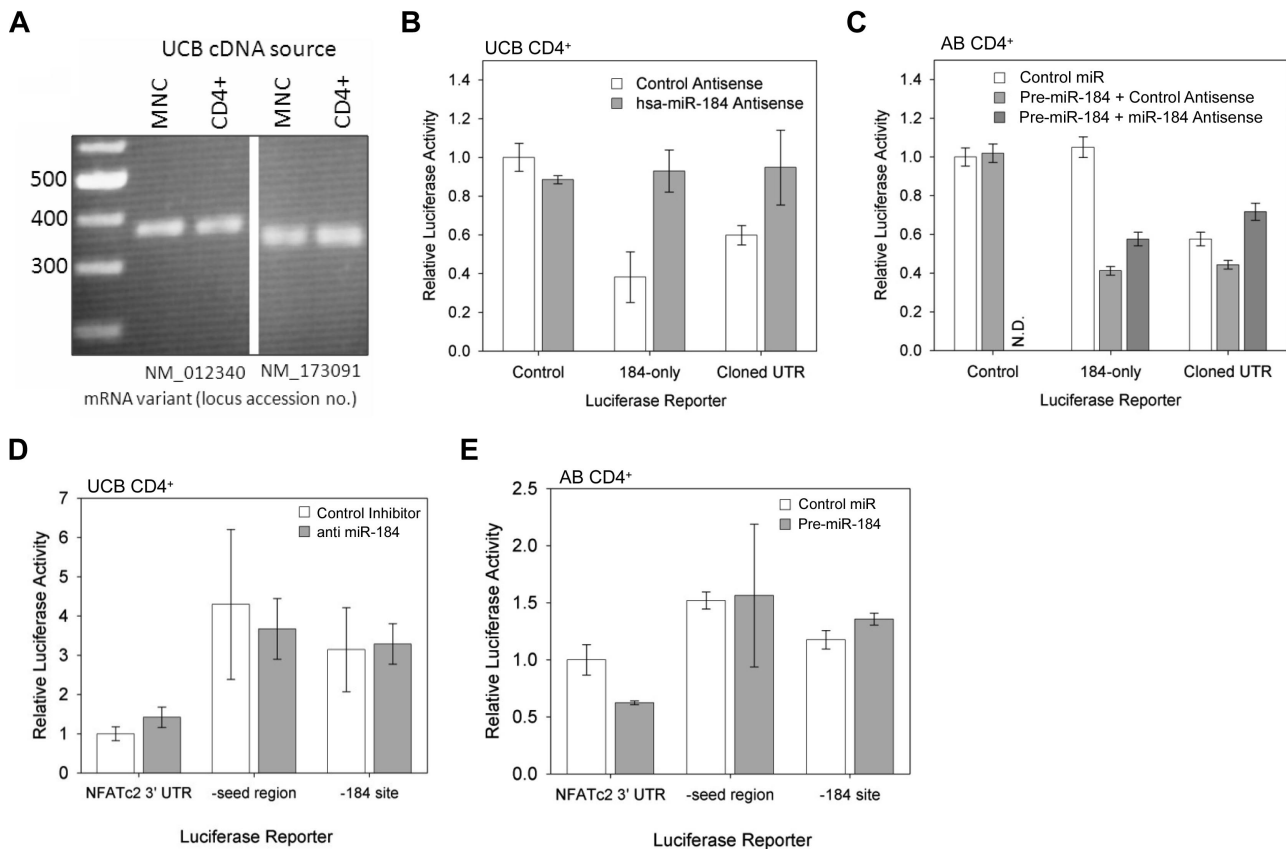 A
UCB cDNA source
MNC
CD4+
MNC
CD4+
500
400
300
NM_012340
NM_173091
mRNA variant (locus accession no.)
B
UCB CD4+
Control Antisense
hsa-miR-184 Antisense
Relative Luciferase Activity
1.4
1.2
1.0
0.8
0.6
0.4
0.2
0.0
Control
184-only
Cloned UTR
Luciferase Reporter
C
AB CD4+
Control miR
Pre-miR-184 + Control Antisense
Pre-miR-184 + miR-184 Antisense
Relative Luciferase Activity
1.4
1.2
1.0
0.8
0.6
0.4
0.2
0.0
N.D.
Control
184-only
Cloned UTR
Luciferase Reporter
D
UCB CD4+
Control Inhibitor
anti miR-184
Relative Luciferase Activity
7
6
5
4
3
2
1
0
NFATc2 3' UTR
-seed region
-184 site
Luciferase Reporter
E
AB CD4+
Control miR
Pre-miR-184
Relative Luciferase Activity
2.5
2.0
1.5
1.0
0.5
0.0
NFATc2 3' UTR
-seed region
-184 site
Luciferase Reporter